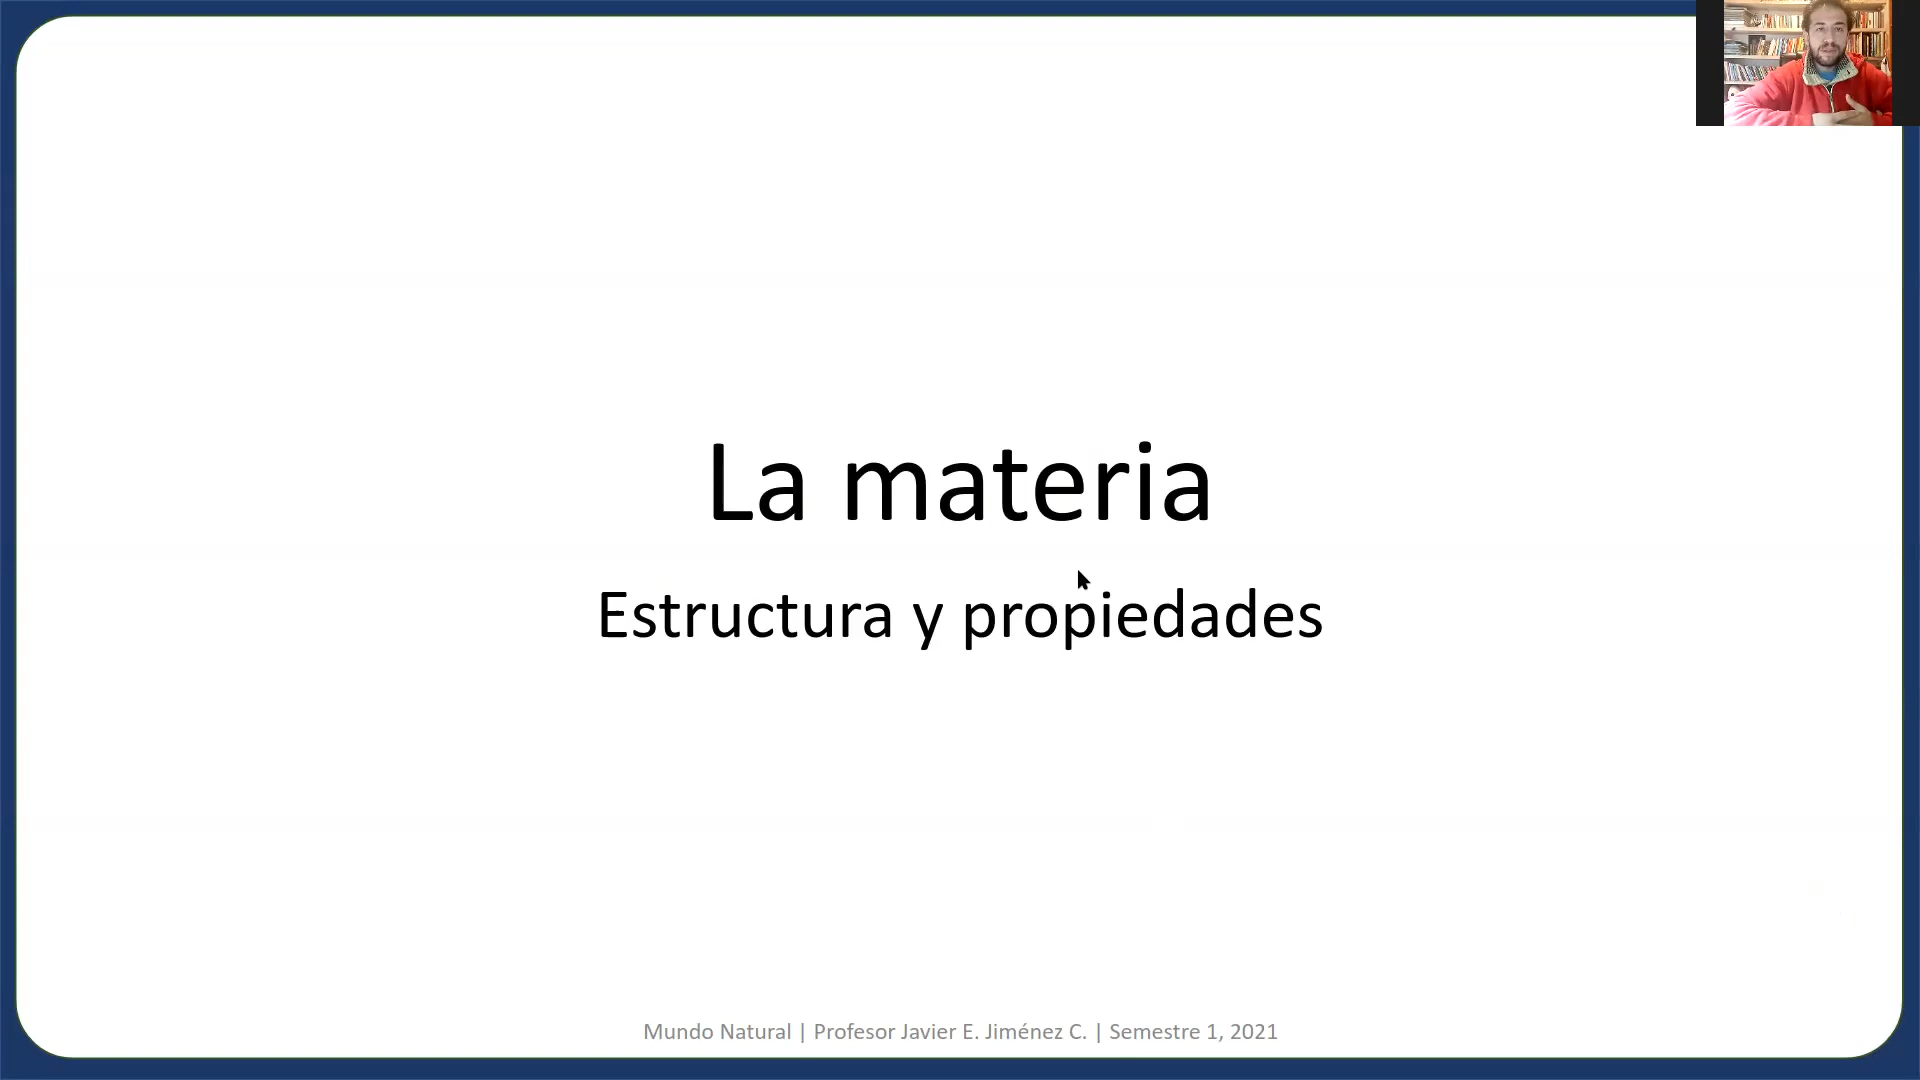 La materia
Estructura y propiedades
Mundo Natural | Profesor Javier E. Jiménez C. | Semestre 1, 2021